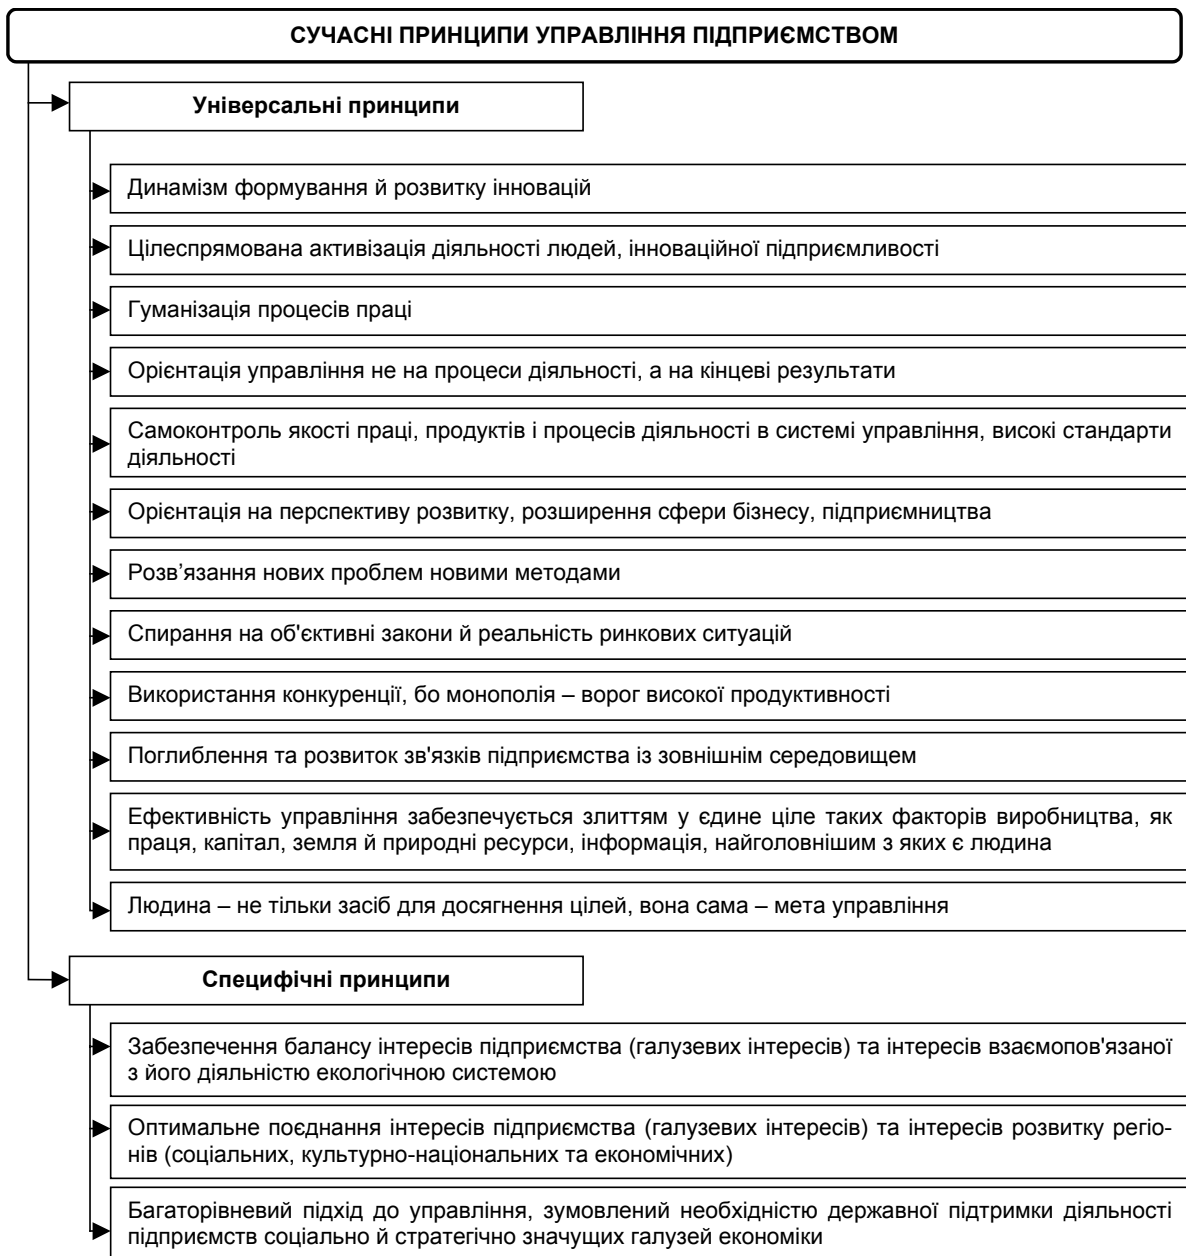 СУЧАСНІ ПРИНЦИПИ УПРАВЛІННЯ ПІДПРИЄМСТВОМ
Універсальні принципи
Динамізм формування й розвитку інновацій
Цілеспрямована активізація діяльності людей, інноваційної підприємливості
Гуманізація процесів праці
Орієнтація управління не на процеси діяльності, а на кінцеві результати
Самоконтроль якості праці, продуктів і процесів діяльності в системі управління, високі стандарти
діяльності
Орієнтація на перспективу розвитку, розширення сфери бізнесу, підприємництва
Розв’язання нових проблем новими методами
Спирання на об'єктивні закони й реальність ринкових ситуацій
Використання конкуренції, бо монополія – ворог високої продуктивності
Поглиблення та розвиток зв'язків підприємства із зовнішнім середовищем
Ефективність управління забезпечується злиттям у єдине ціле таких факторів виробництва, як
праця, капітал, земля й природні ресурси, інформація, найголовнішим з яких є людина
Людина – не тільки засіб для досягнення цілей, вона сама – мета управління
Специфічні принципи
Забезпечення балансу інтересів підприємства (галузевих інтересів) та інтересів взаємопов'язаної
з його діяльністю екологічною системою
Оптимальне поєднання інтересів підприємства (галузевих інтересів) та інтересів розвитку регіо-
нів (соціальних, культурно-національних та економічних)
Багаторівневий підхід до управління, зумовлений необхідністю державної підтримки діяльності
підприємств соціально й стратегічно значущих галузей економіки